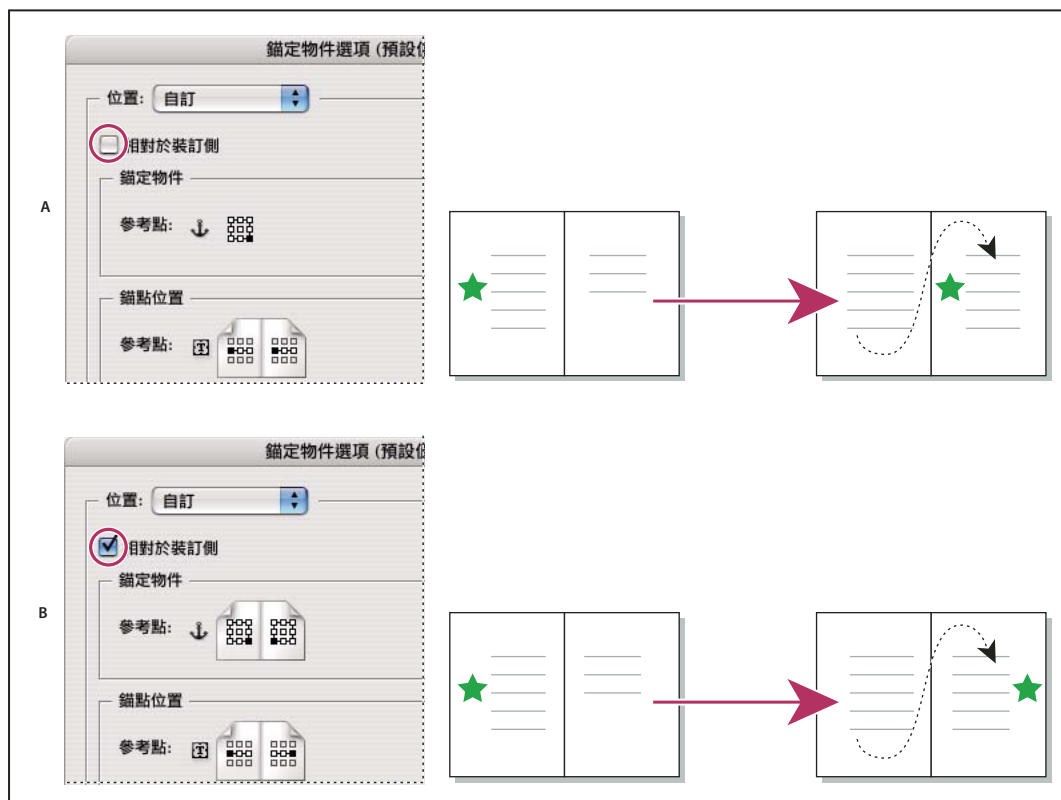 錨定物件選項 (預設
位置: 自訂
相對於裝訂側
錨定物件
A
參考點:
錨點位置
參考點:
錨定物件選項 (預設
位置: 自訂
相對於裝訂側
錨定物件
B
參考點:
錨點位置
參考點: